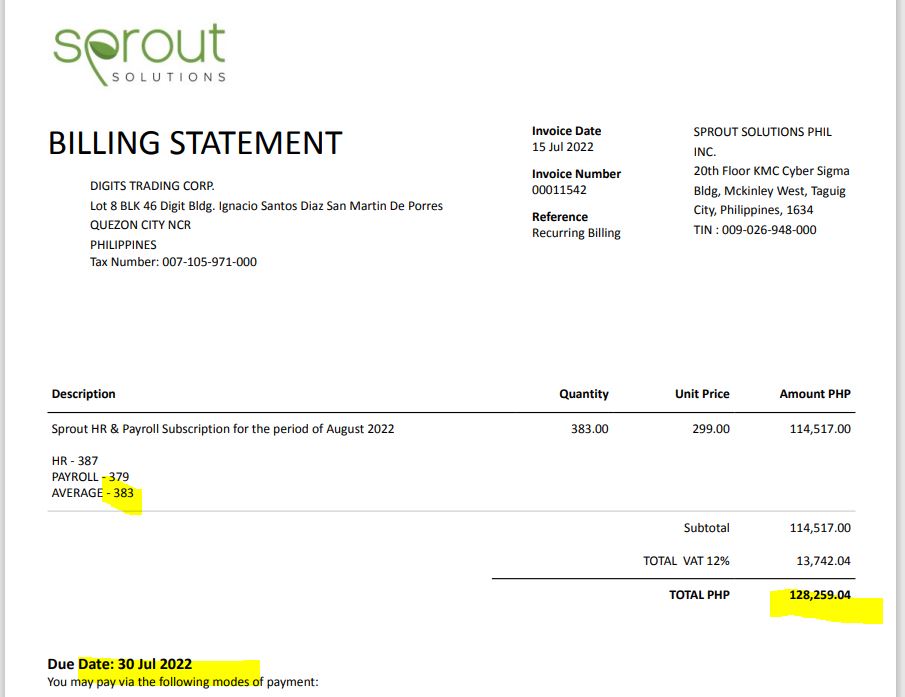 sprout
SOLUTIONS
BILLING STATEMENT
DIGITS TRADING CORP.
Lot 8 BLK 46 Digit Bldg. Ignacio Santos Diaz San Martin De Porres
QUEZON CITY NCR
PHILIPPINES
Tax Number: 007-105-971-000
Invoice Date
15 Jul 2022
Invoice Number
00011542
Reference
Recurring Billing
SPROUT SOLUTIONS PHIL
INC.
20th Floor KMC Cyber Sigma
Bldg, Mckinley West, Taguig
City, Philippines, 1634
TIN : 009-026-948-000
Description Quantity Unit Price Amount PHP
Sprout HR & Payroll Subscription for the period of August 2022 383.00 299.00 114,517.00
HR - 387
PAYROLL - 379
AVERAGE - 383
Subtotal 114,517.00
TOTAL VAT 12% 13,742.04
TOTAL PHP 128,259.04
Due Date: 30 Jul 2022
You may pay via the following modes of payment: